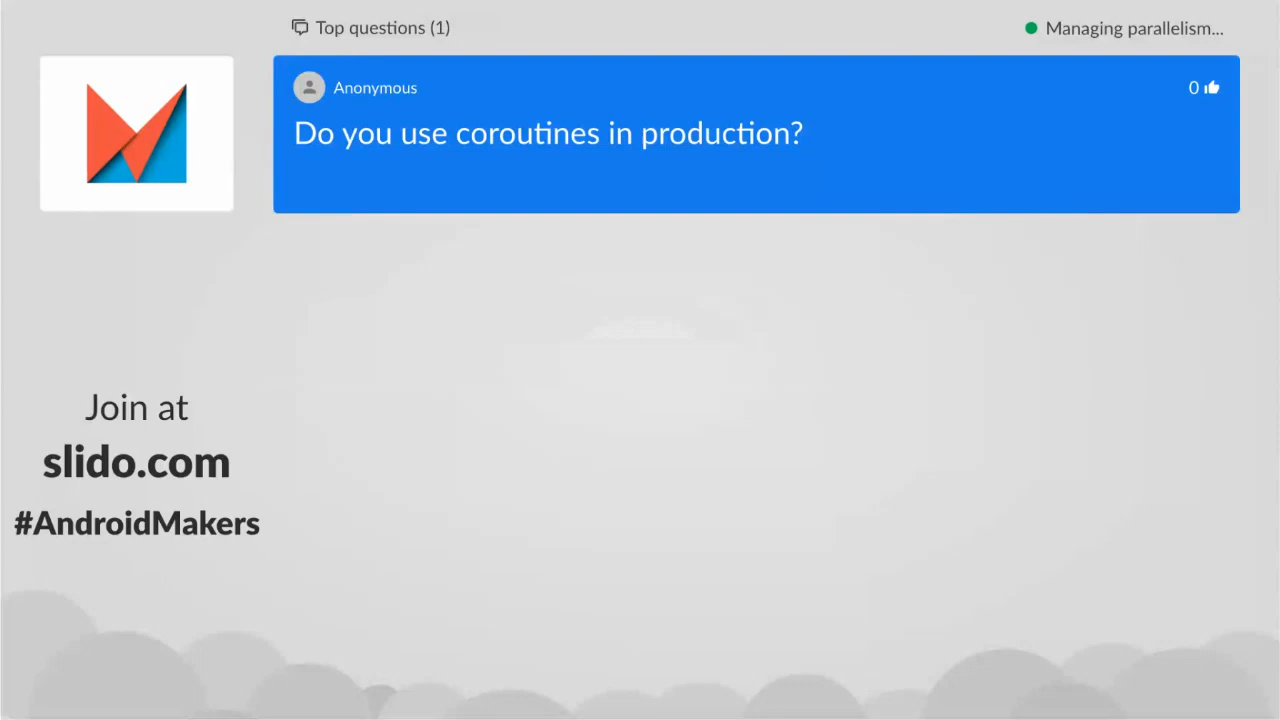 Top questions (1)
Managing parallelism...
Anonymous
0
Do you use coroutines in production?
Join at
slido.com
#AndroidMakers